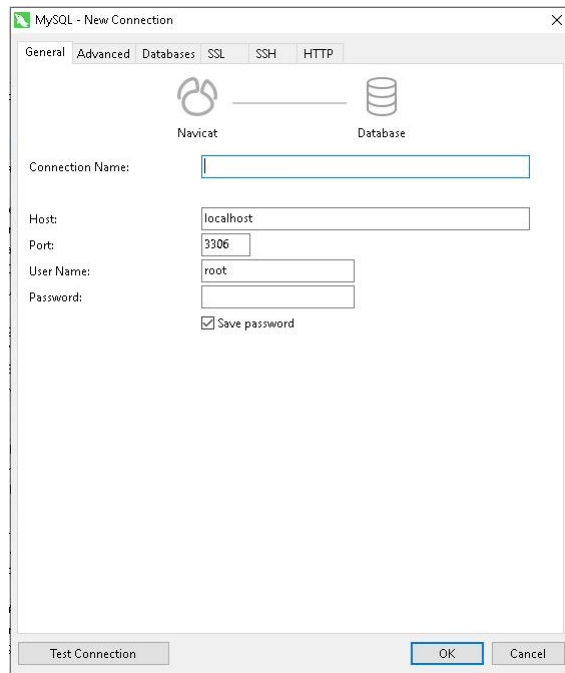 MySQL - New Connection
General Advanced Databases SSL SSH HTTP
Navicat Database
Connection Name:
Host: localhost
Port: 3306
User Name: root
Password:
Save password
Test Connection OK Cancel